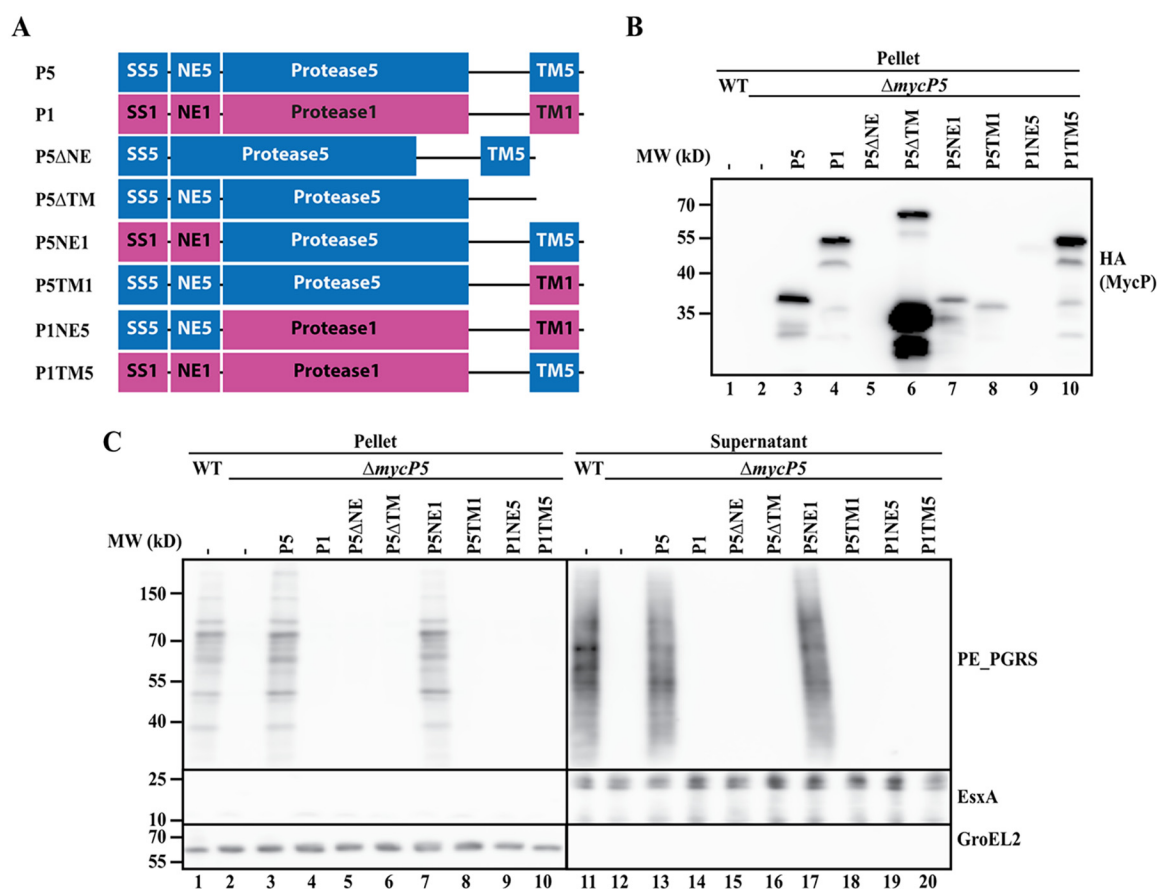 A
P5 SS5 NE5 Protease5 TM5
P1 SS1 NE1 Protease1 TM1
P5ΔNE SS5 Protease5 TM5
P5ΔTM SS5 NE5 Protease5
P5NE1 SS1 NE1 Protease5 TM5
P5TM1 SS5 NE5 Protease5 TM1
P1NE5 SS5 NE5 Protease1 TM1
P1TM5 SS1 NE1 Protease1 TM5
B
Pellet
WT ΔmycP5
MW (kD) - - P5 P1 P5ΔNE P5ΔTM P5NE1 P5TM1 P1NE5 P1TM5
70
55
40
35
HA
(MycP)
1 2 3 4 5 6 7 8 9 10
C
Pellet Supernatant
WT ΔmycP5 WT ΔmycP5
MW (kD) - - P5 P1 P5ΔNE P5ΔTM P5NE1 P5TM1 P1NE5 P1TM5 - - P5 P1 P5ΔNE P5ΔTM P5NE1 P5TM1 P1NE5 P1TM5
150
70
55
40
PE_PGRS
25
10
EsxA
70
55
GroEL2
1 2 3 4 5 6 7 8 9 10 11 12 13 14 15 16 17 18 19 20